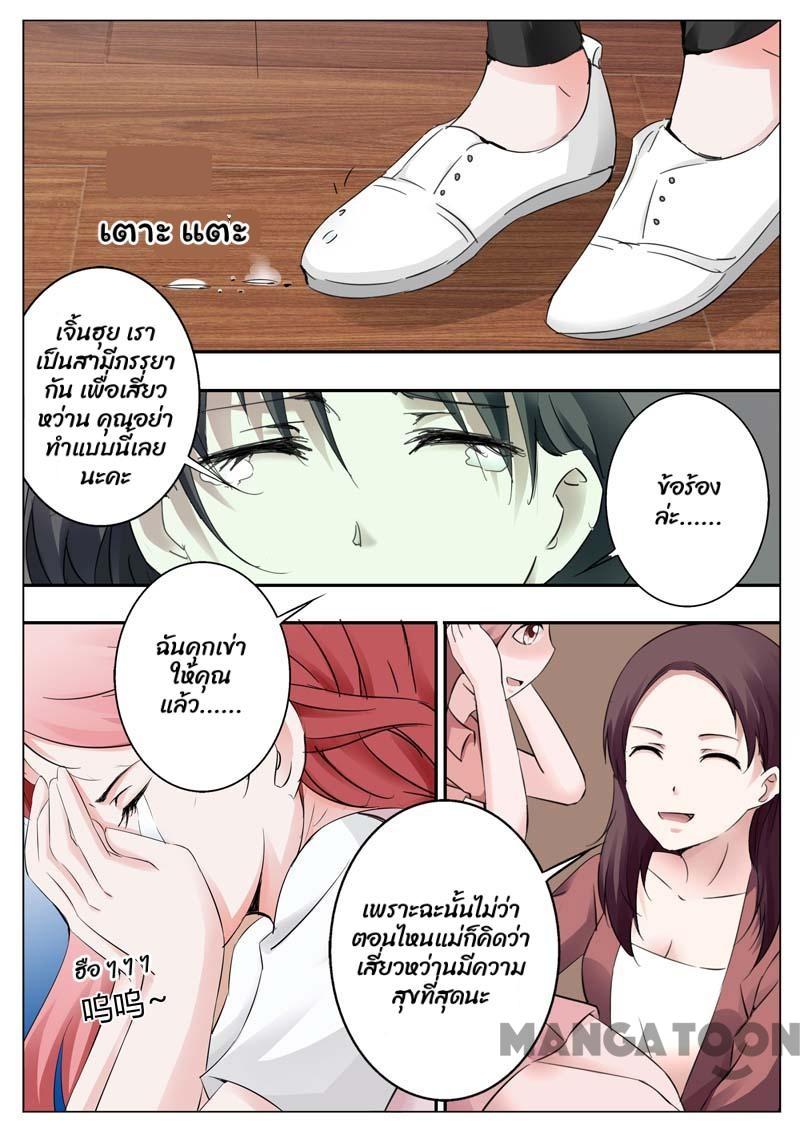 เตาะ แตะ
เจิ้นฮุย เรา
เป็นสามีภรรยา
กัน เพื่อเสี่ยว
หว่าน คุณอย่า
ทำแบบนี้เลย
นะคะ
ข้อร้อง
ล่ะ......
ฉันคุกเข่า
ให้คุณ
แล้ว......
เพราะฉะนั้นไม่ว่า
ตอนไหนแม่ก็คิดว่า
เสี่ยวหว่านมีความ
สุขที่สุดนะ
ฮือ ๆ ๆ ๆ
呜呜~
MANGATOON